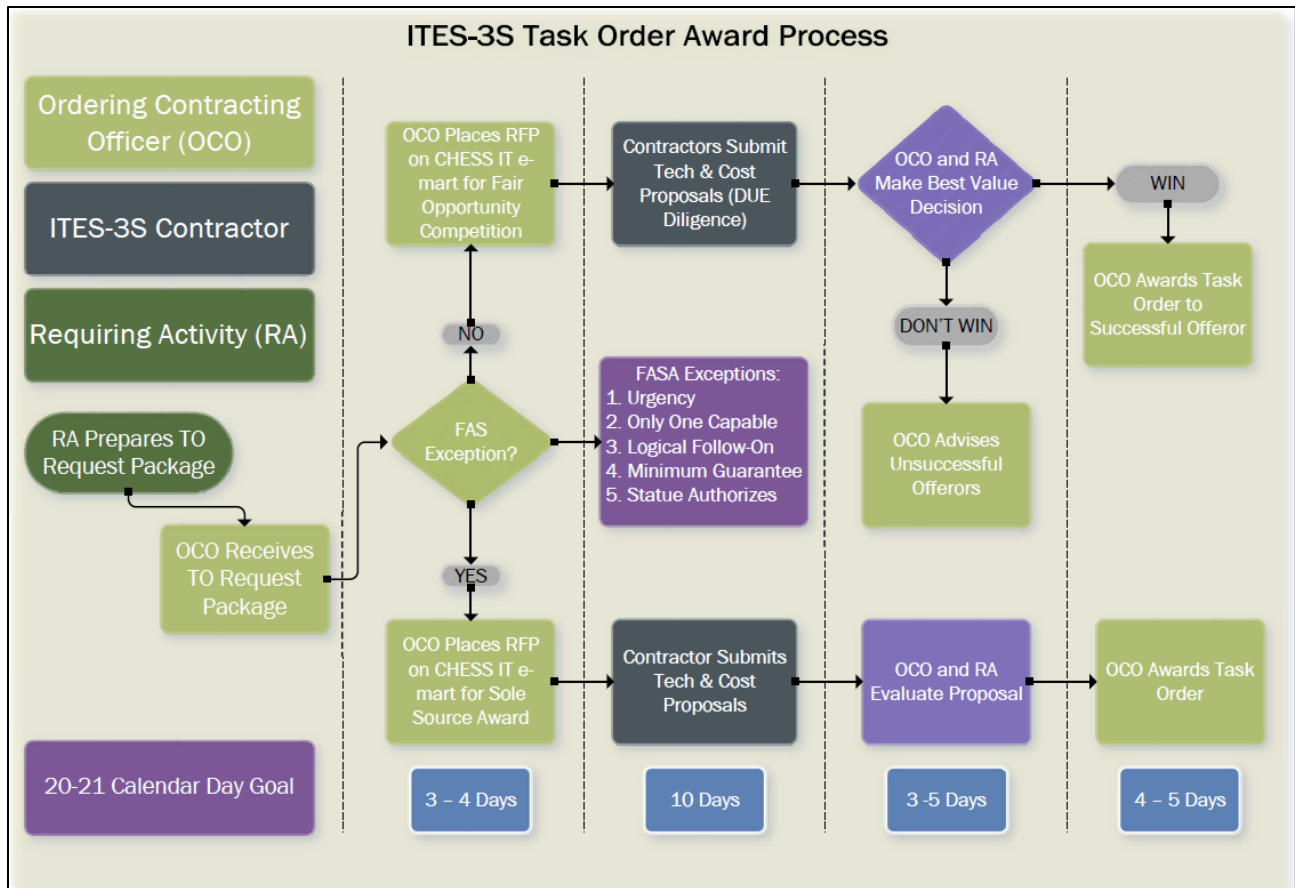 ITES-3S Task Order Award Process
Ordering Contracting
Officer (OCO)
ITES-3S Contractor
Requiring Activity (RA)
RA Prepares TO
Request Package
OCO Receives
TO Request
Package
20-21 Calendar Day Goal
OCO Places RFP
on CHESS IT e-
mart for Fair
Opportunity
Competition
NO
FAS
Exception?
YES
OCO Places RFP
on CHESS IT e-
mart for Sole
Source Award
3 – 4 Days
Contractors Submit
Tech & Cost
Proposals (DUE
Diligence)
FASA Exceptions:
1. Urgency
2. Only One Capable
3. Logical Follow-On
4. Minimum Guarantee
5. Statue Authorizes
Contractor Submits
Tech & Cost
Proposals
10 Days
OCO and RA
Make Best Value
Decision
DON'T WIN
OCO Advises
Unsuccessful
Offerors
OCO and RA
Evaluate Proposal
3 -5 Days
WIN
OCO Awards Task
Order to
Successful Offeror
OCO Awards Task
Order
4 – 5 Days